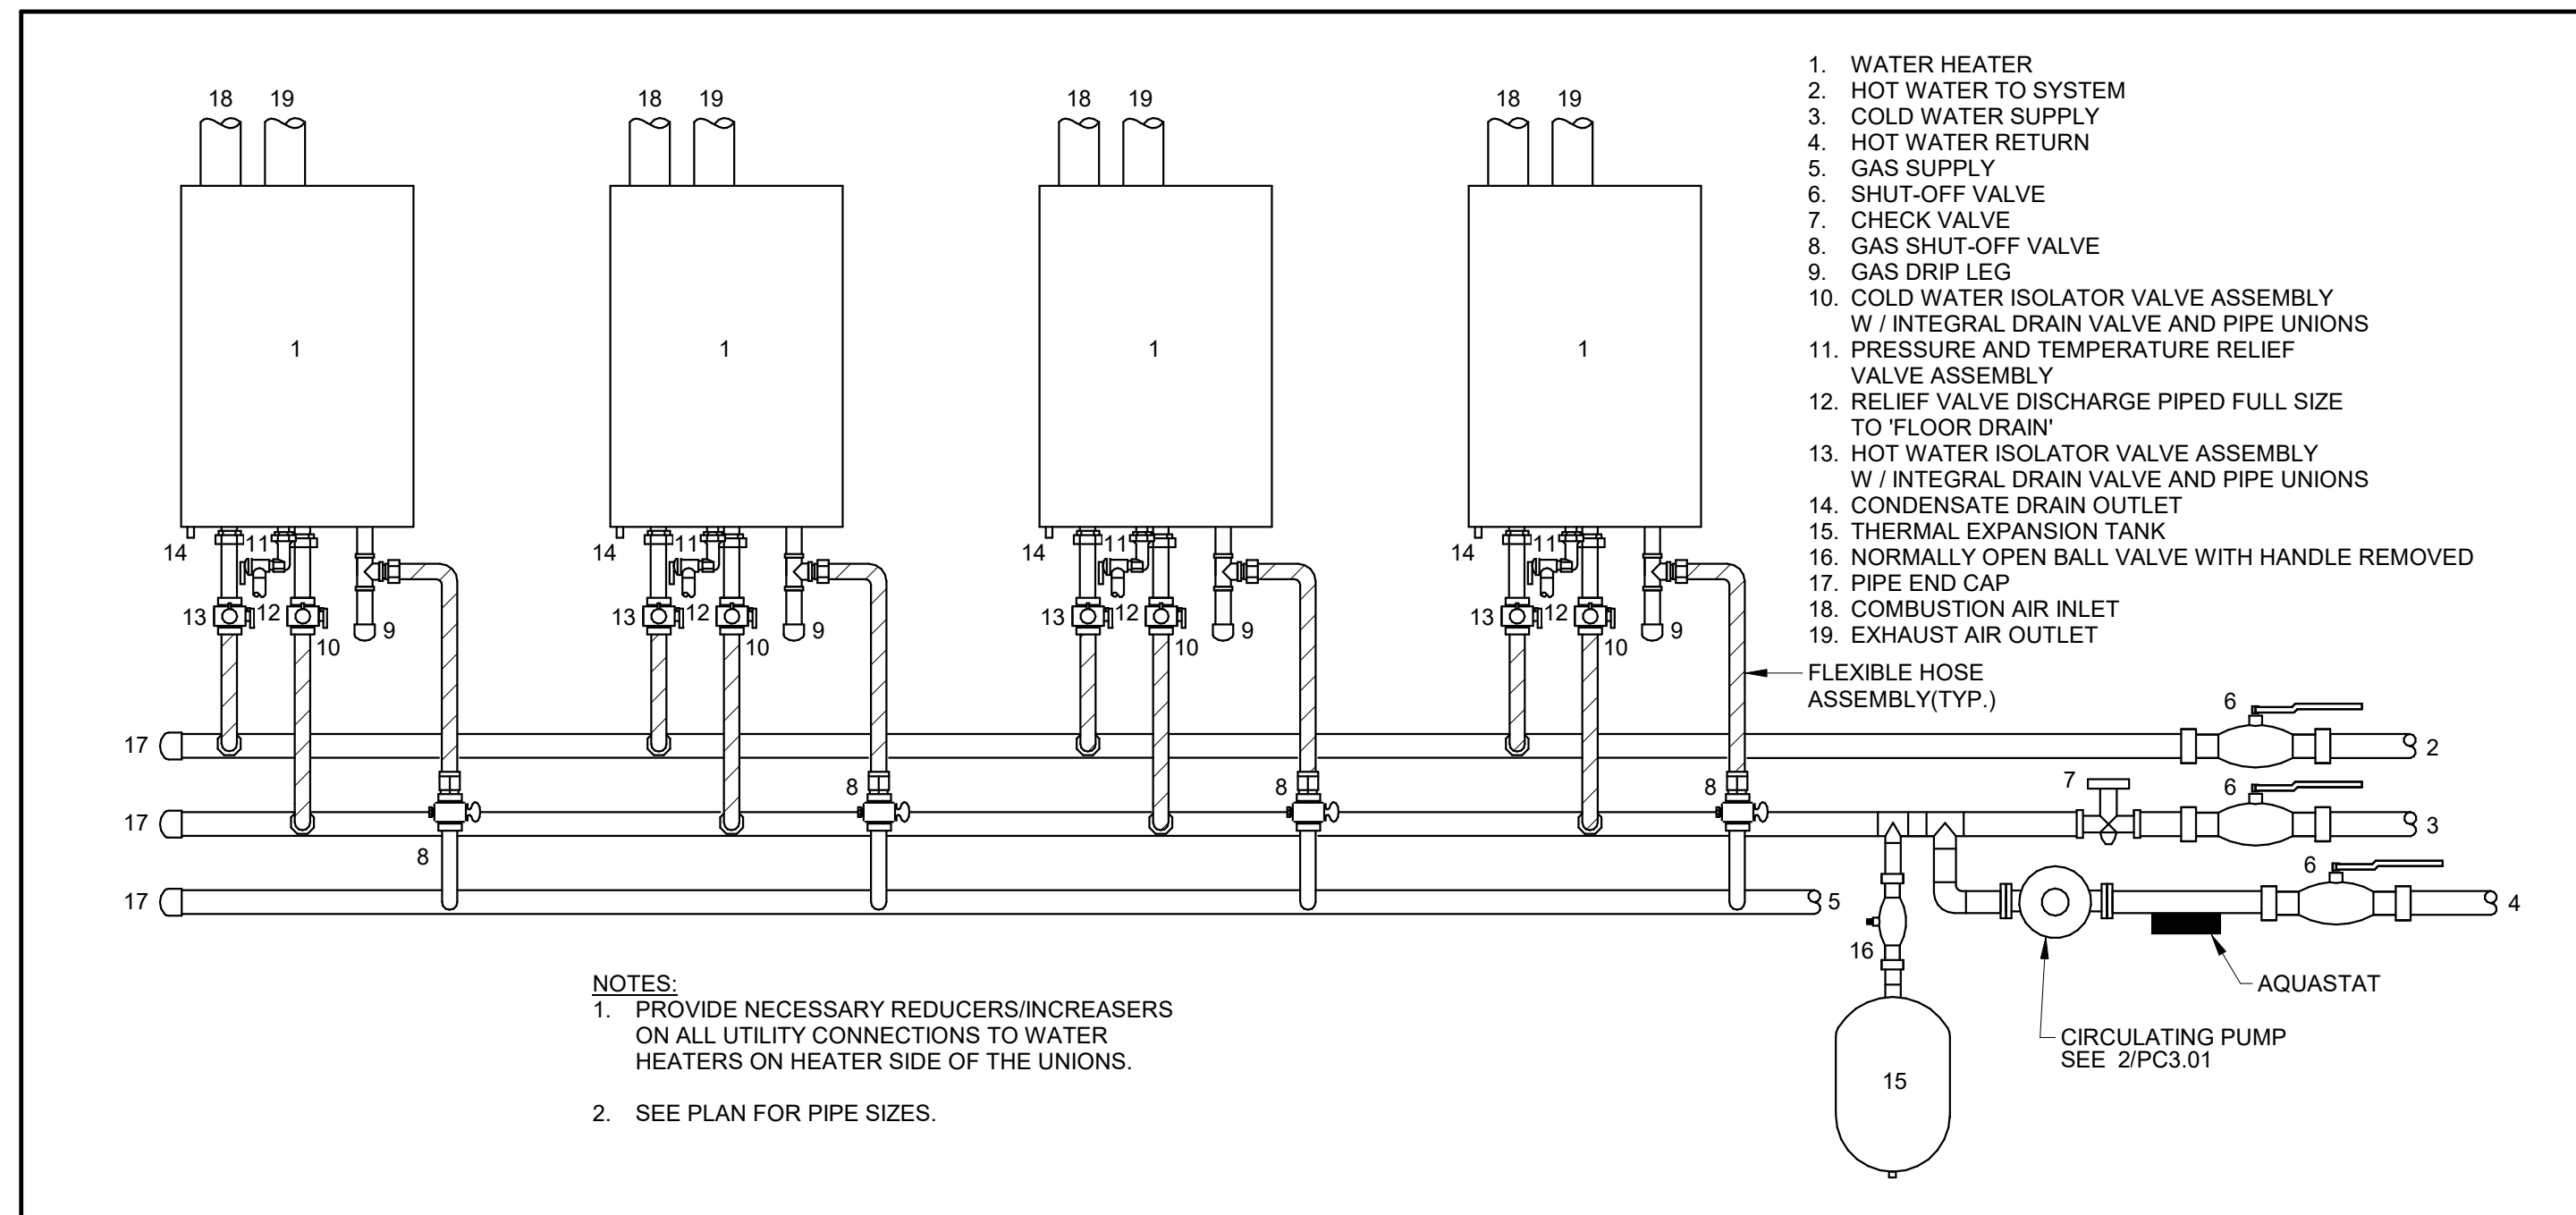 18 19 18 19 18 19 18 19
1 1 1 1
14 11 14 11 14 11 14 11
13 12 9 13 12 9 13 12 9 13 12 9
10 10 10 10
1. WATER HEATER
2. HOT WATER TO SYSTEM
3. COLD WATER SUPPLY
4. HOT WATER RETURN
5. GAS SUPPLY
6. SHUT-OFF VALVE
7. CHECK VALVE
8. GAS SHUT-OFF VALVE
9. GAS DRIP LEG
10. COLD WATER ISOLATOR VALVE ASSEMBLY
W / INTEGRAL DRAIN VALVE AND PIPE UNIONS
11. PRESSURE AND TEMPERATURE RELIEF
VALVE ASSEMBLY
12. RELIEF VALVE DISCHARGE PIPED FULL SIZE
TO 'FLOOR DRAIN'
13. HOT WATER ISOLATOR VALVE ASSEMBLY
W / INTEGRAL DRAIN VALVE AND PIPE UNIONS
14. CONDENSATE DRAIN OUTLET
15. THERMAL EXPANSION TANK
16. NORMALLY OPEN BALL VALVE WITH HANDLE REMOVED
17. PIPE END CAP
18. COMBUSTION AIR INLET
19. EXHAUST AIR OUTLET
FLEXIBLE HOSE
ASSEMBLY(TYP.)
6
17 2
8 8 8 7 6
17 3
8 6
17 5 4
16
AQUASTAT
CIRCULATING PUMP
SEE 2/PC3.01
15
NOTES:
1. PROVIDE NECESSARY REDUCERS/INCREASERS
ON ALL UTILITY CONNECTIONS TO WATER
HEATERS ON HEATER SIDE OF THE UNIONS.
2. SEE PLAN FOR PIPE SIZES.